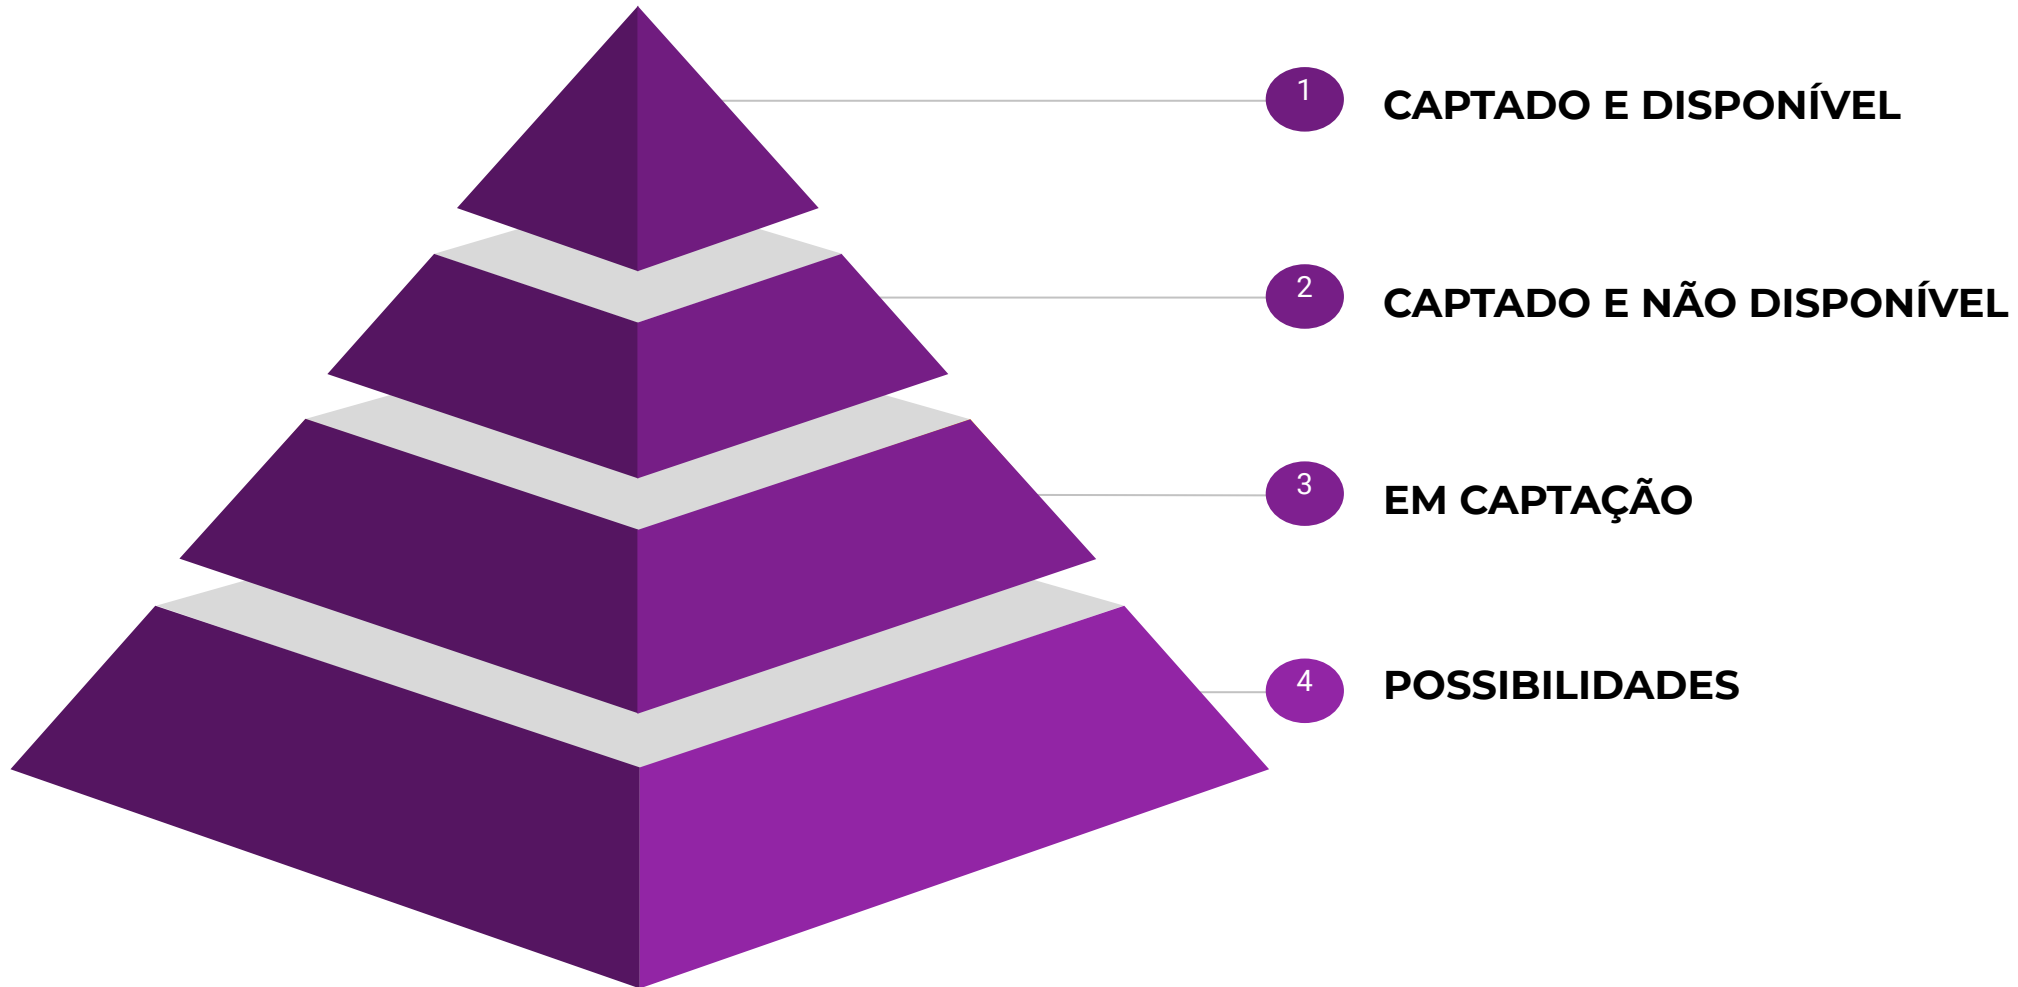 1
CAPTADO E DISPONÍVEL
2
CAPTADO E NÃO DISPONÍVEL
3
EM CAPTAÇÃO
4
POSSIBILIDADES